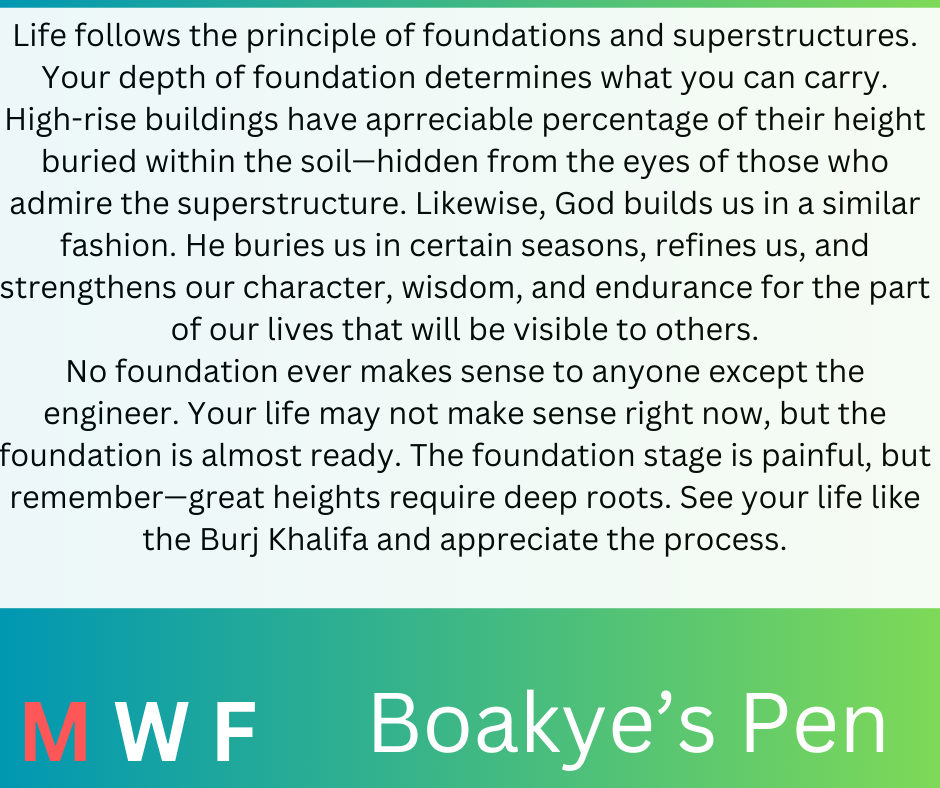 Life follows the principle of foundations and superstructures.
Your depth of foundation determines what you can carry.
High-rise buildings have aprreciable percentage of their height
buried within the soil—hidden from the eyes of those who
admire the superstructure. Likewise, God builds us in a similar
fashion. He buries us in certain seasons, refines us, and
strengthens our character, wisdom, and endurance for the part
of our lives that will be visible to others.
No foundation ever makes sense to anyone except the
engineer. Your life may not make sense right now, but the
foundation is almost ready. The foundation stage is painful, but
remember—great heights require deep roots. See your life like
the Burj Khalifa and appreciate the process.
M W F Boakye’s Pen